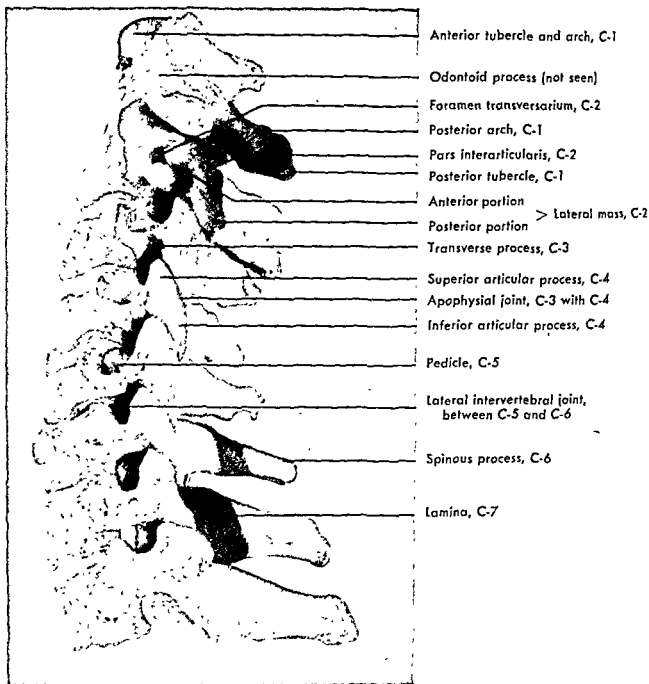 Anterior tubercle and arch, C-1
Odontoid process (not seen)
Foramen transversarium, C-2
Posterior arch, C-1
Pars interarticularis, C-2
Posterior tubercle, C-1
Anterior portion
> Lateral mass, C-2
Posterior portion
Transverse process, C-3
Superior articular process, C-4
Apophysial joint, C-3 with C-4
Inferior articular process, C-4
Pedicle, C-5
Lateral intervertebral joint,
between C-5 and C-6
Spinous process, C-6
Lamina, C-7